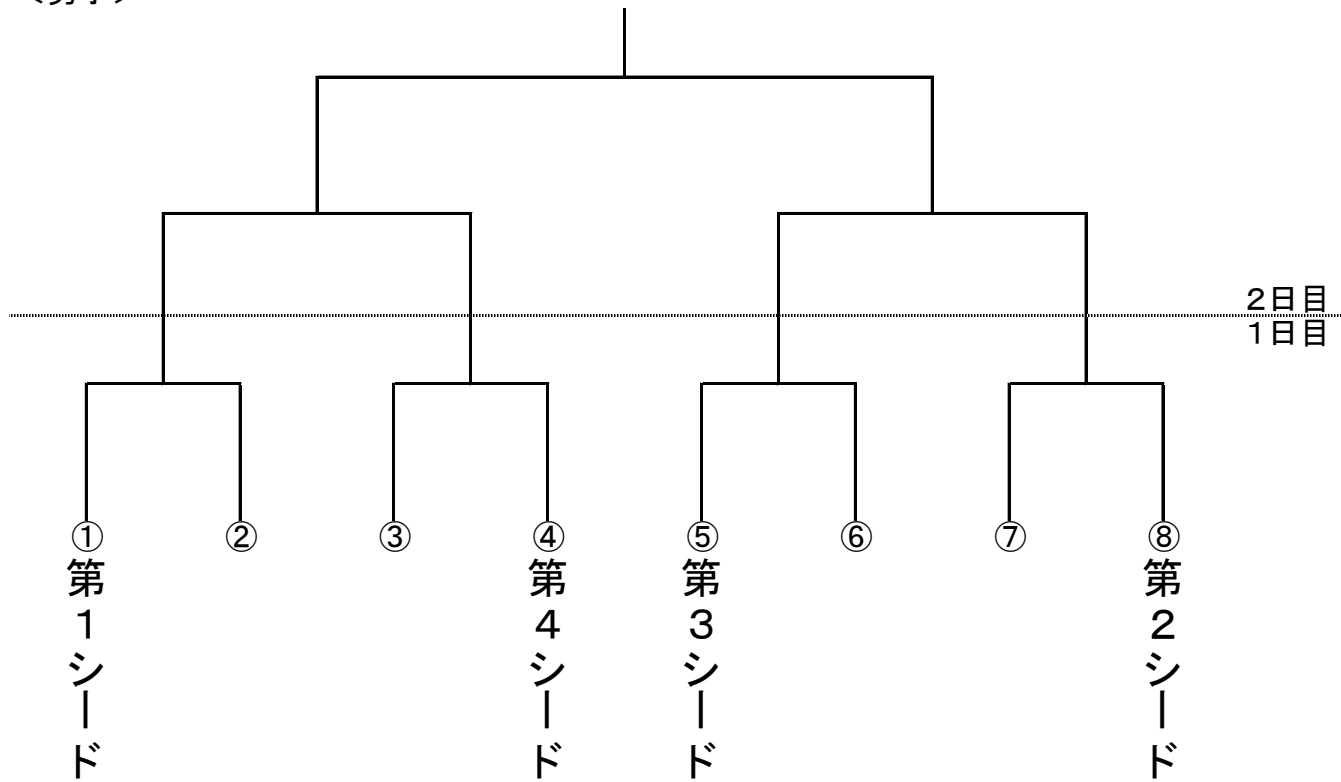 2日目
1日目
① ② ③ ④ ⑤ ⑥ ⑦ ⑧
第1シード
第4シード
第3シード
第2シード